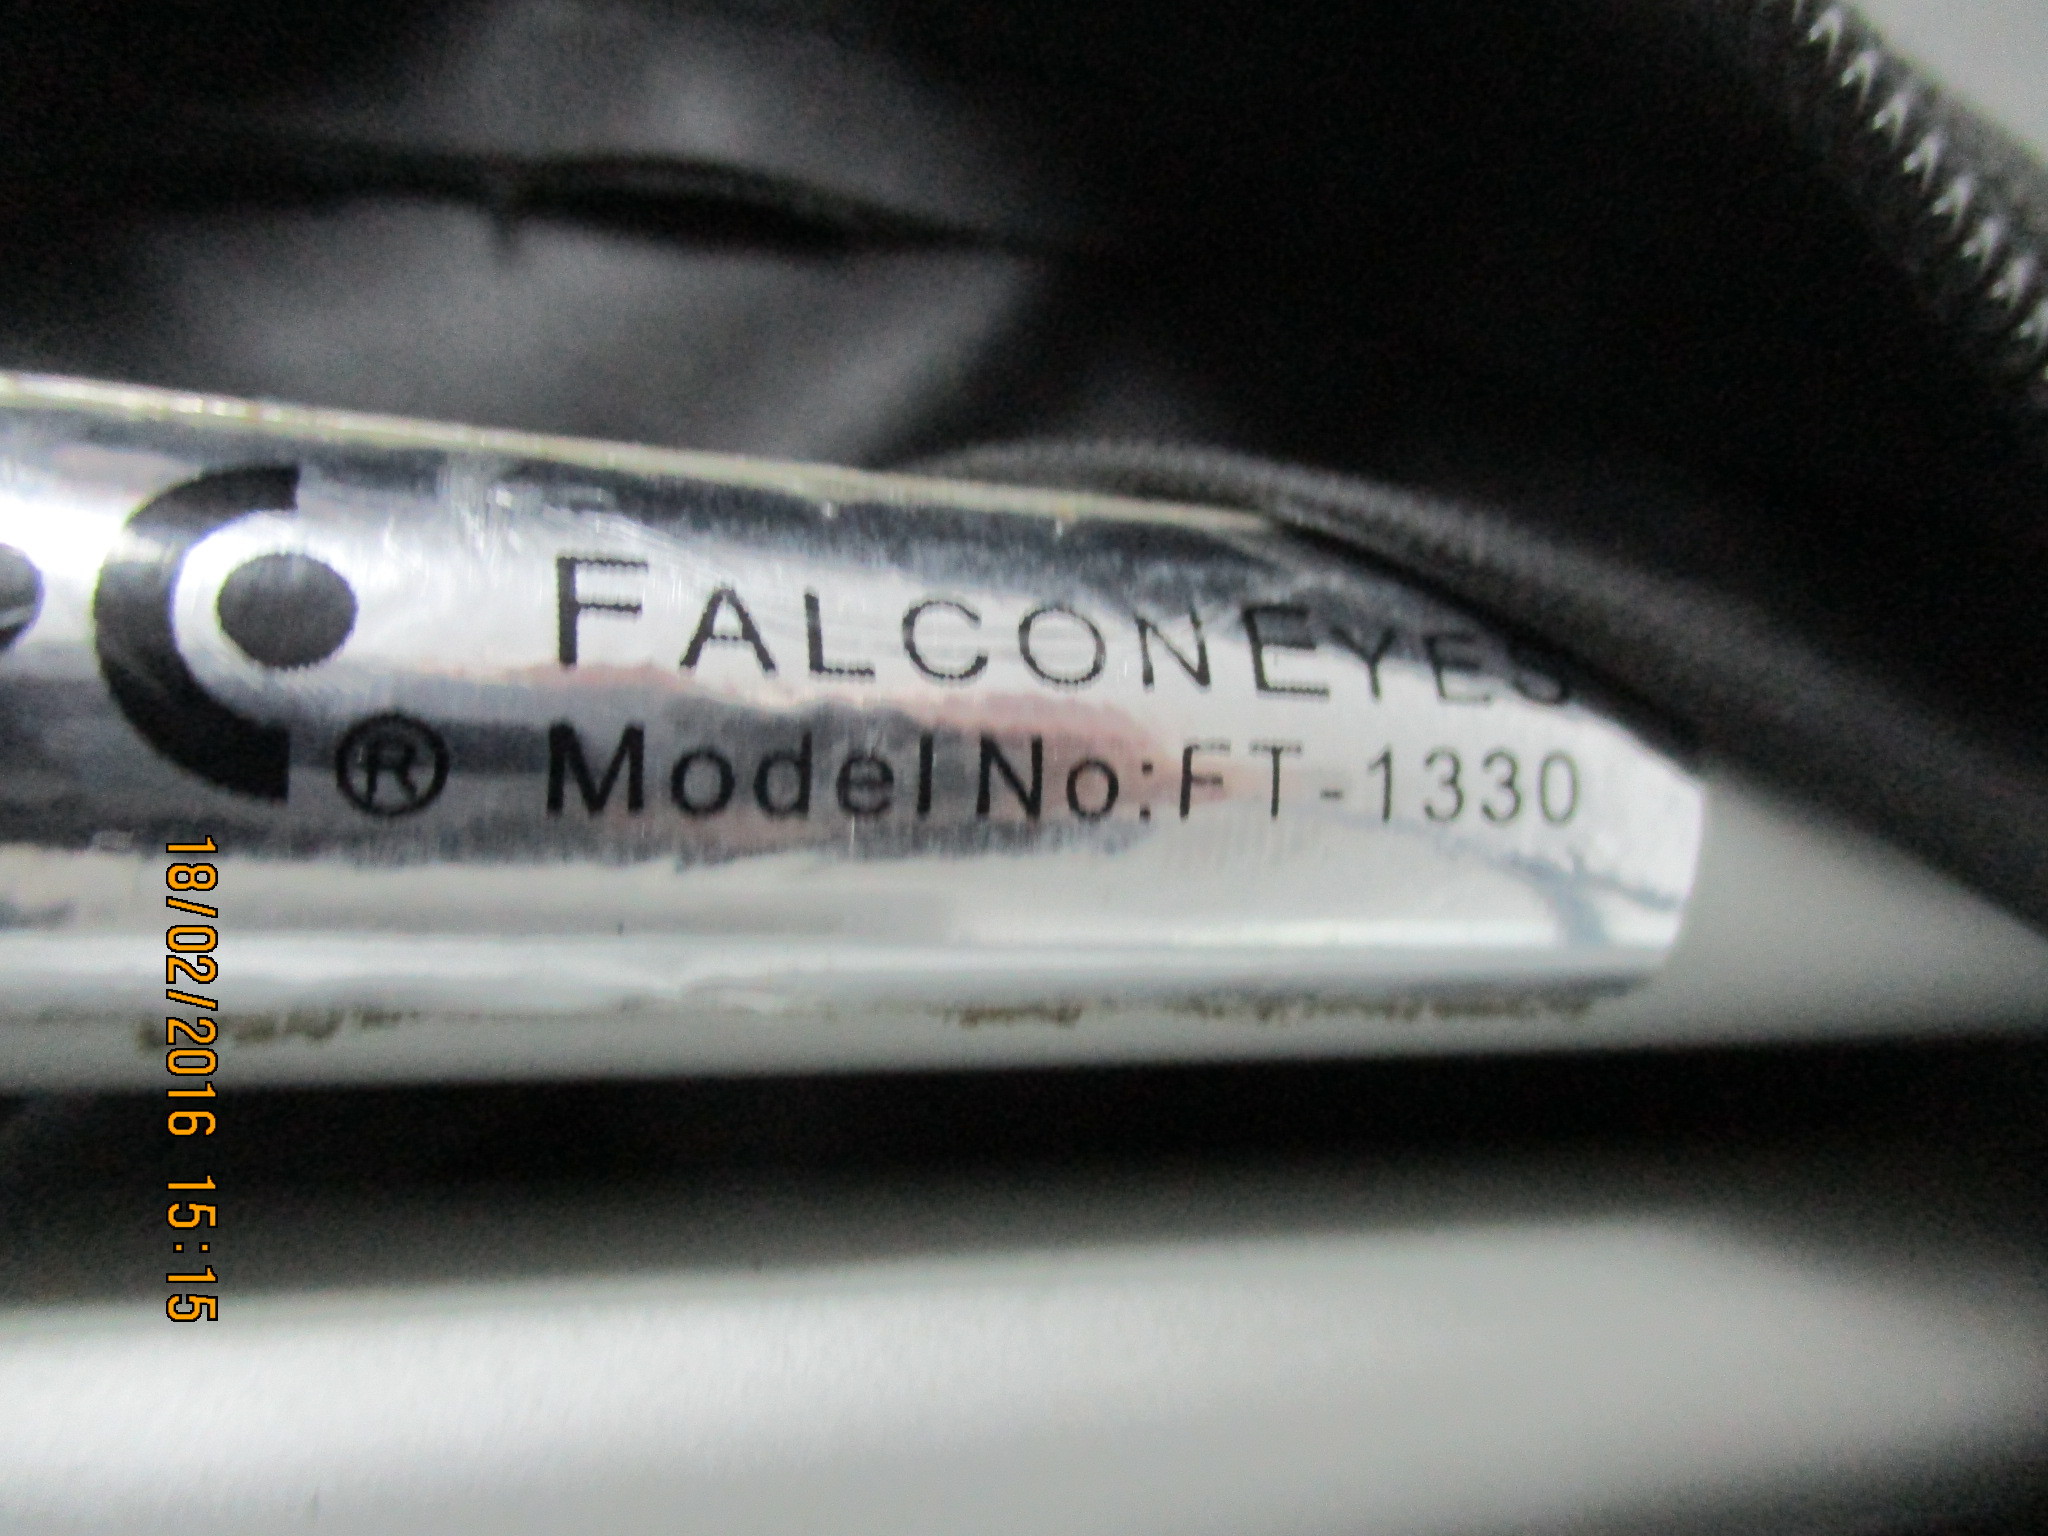 FALCONEYES
® Model No:FT-1330
18/02/2016 15:15